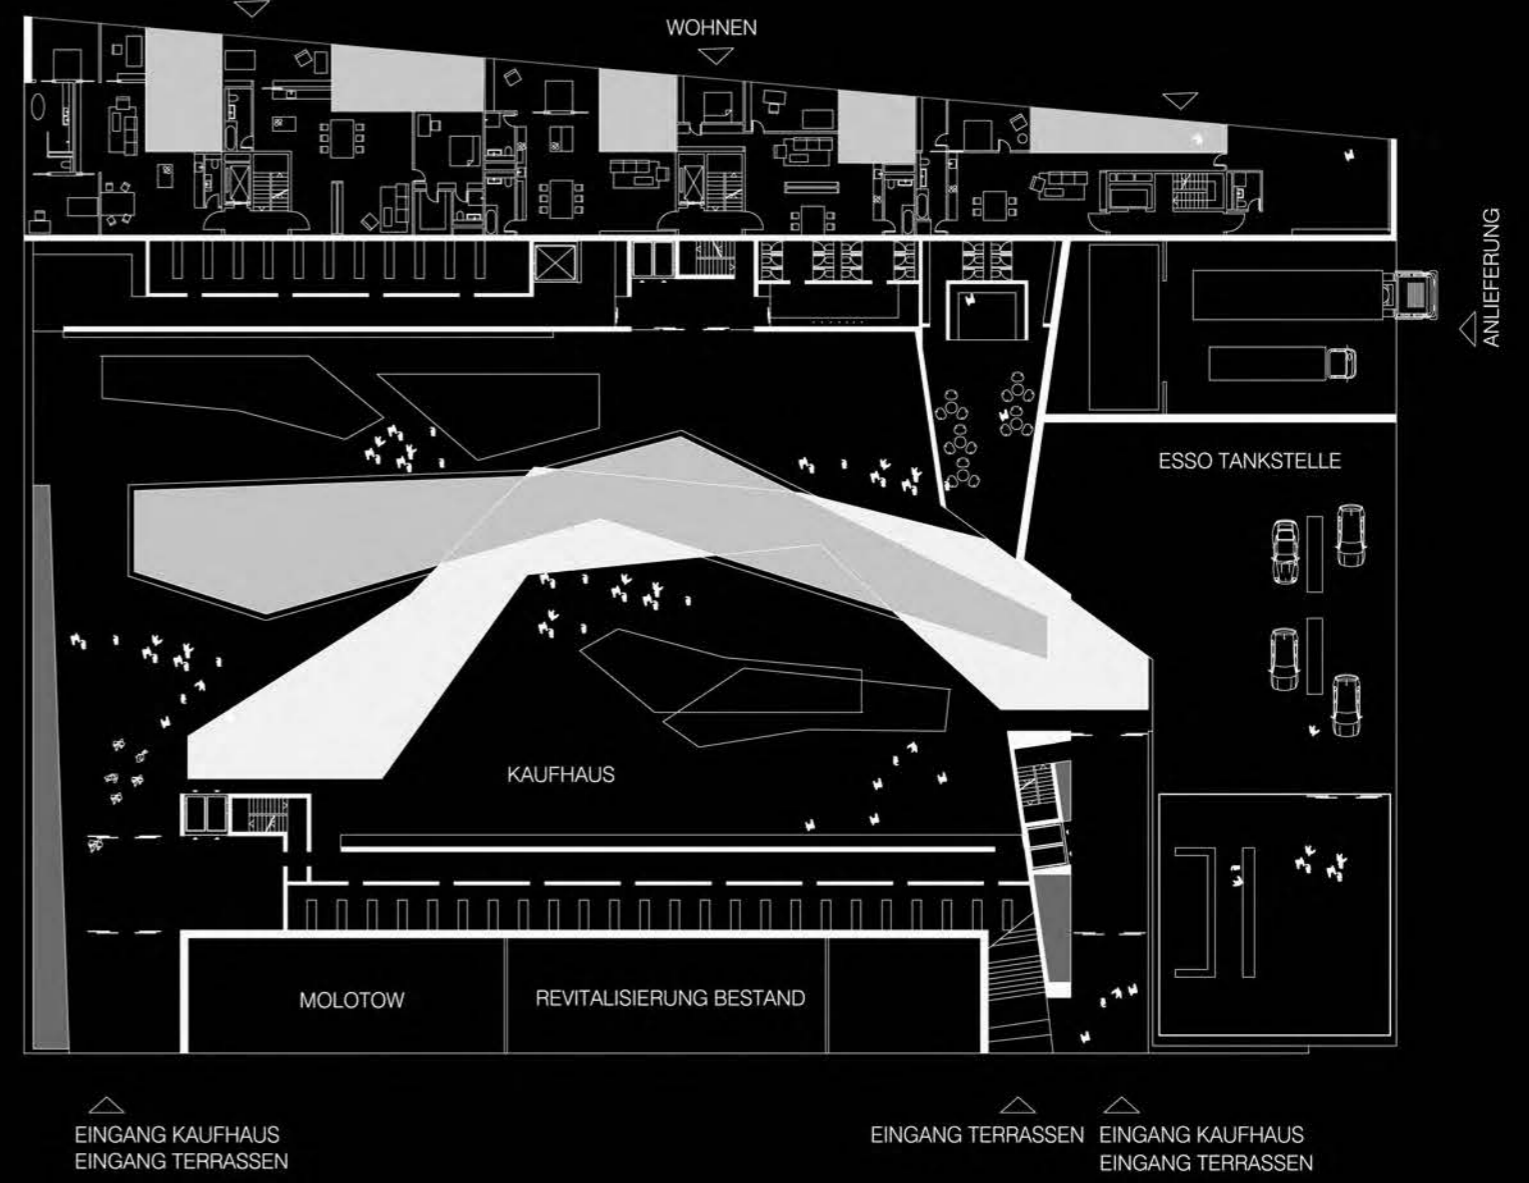 WOHNEN
ANLIEFERUNG
ESSO TANKSTELLE
KAUFHAUS
MOLOTOW
REVITALISIERUNG BESTAND
EINGANG KAUFHAUS
EINGANG TERRASSEN
EINGANG TERRASSEN
EINGANG KAUFHAUS
EINGANG TERRASSEN